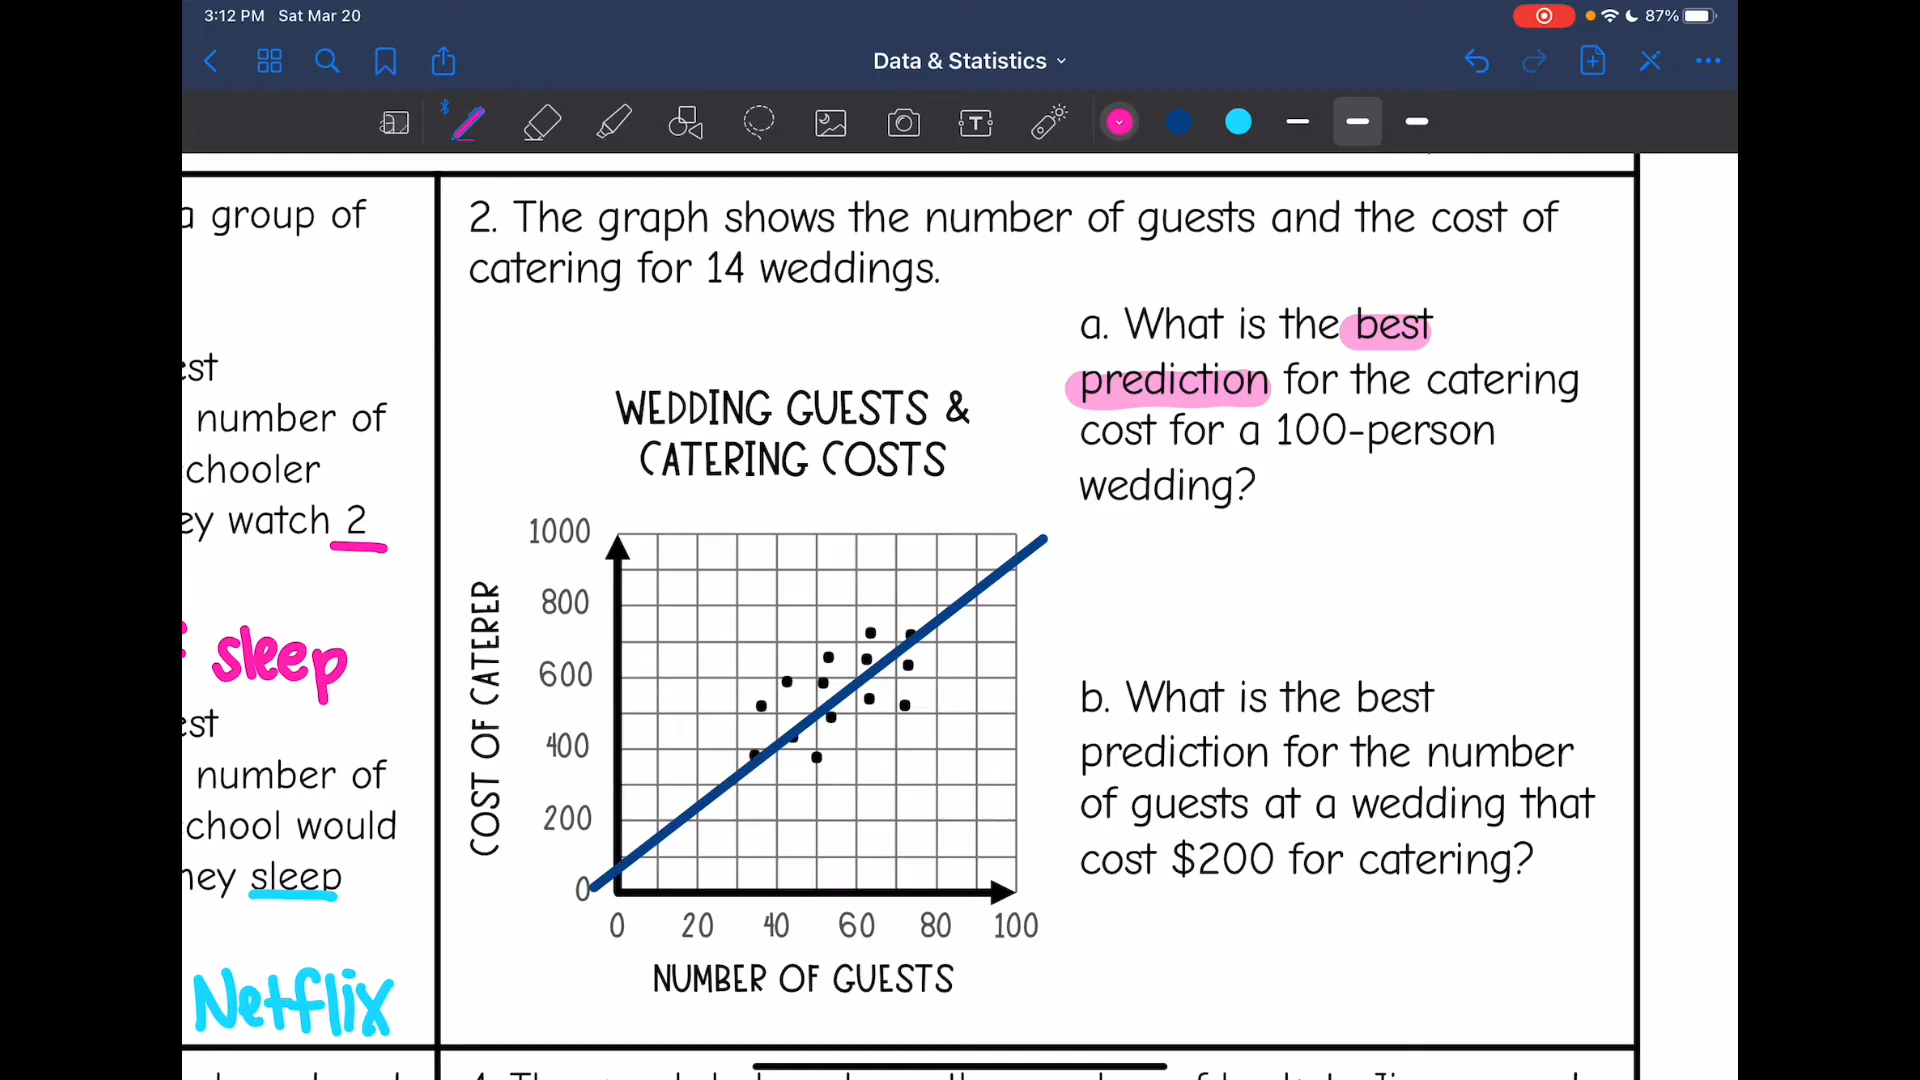 3:12 PM Sat Mar 20
87%
Data & Statistics
T
a group of
est
number of
chooler
ey watch 2
sleep
est
number of
chool would
hey sleep
Netflix
2. The graph shows the number of guests and the cost of
catering for 14 weddings.
WEDDING GUESTS &
CATERING COSTS
1000
800
600
400
200
0
COST OF CATERER
0 20 40 60 80 100
NUMBER OF GUESTS
a. What is the best
prediction for the catering
cost for a 100-person
wedding?
b. What is the best
prediction for the number
of guests at a wedding that
cost $200 for catering?